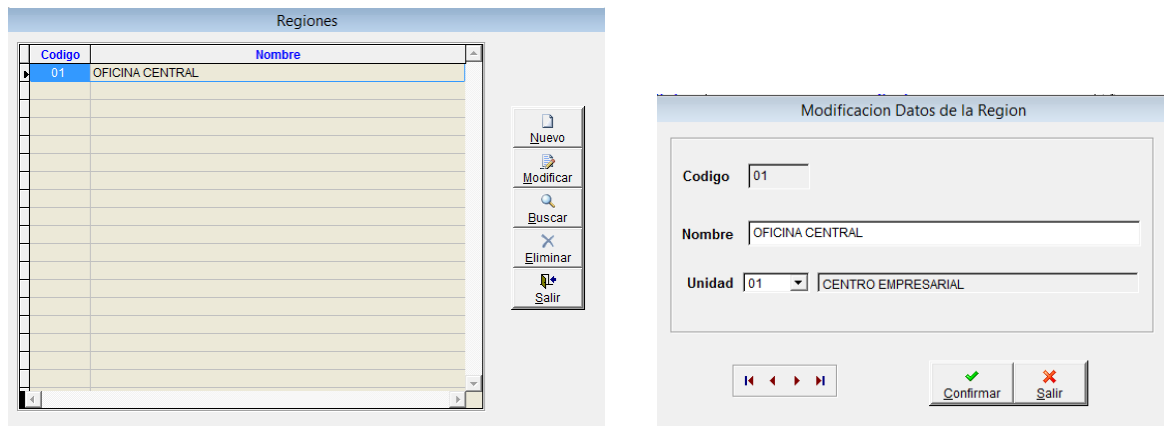 Regiones
Codigo Nombre
01 OFICINA CENTRAL
Nuevo
Modificar
Buscar
Eliminar
Salir
Modificacion Datos de la Region
Codigo 01
Nombre OFICINA CENTRAL
Unidad 01 CENTRO EMPRESARIAL
Confirmar Salir